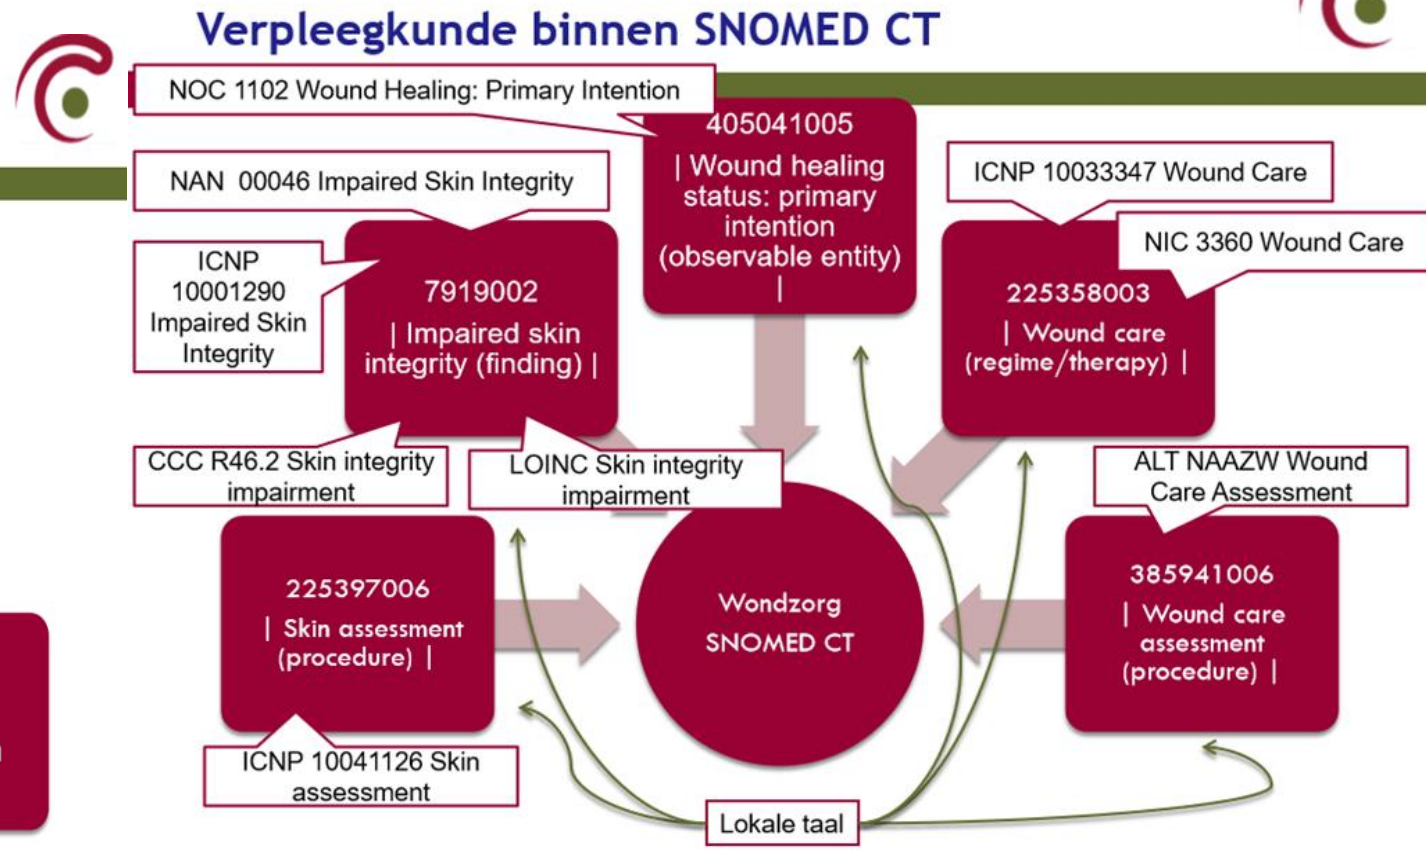 Verpleegkunde binnen SNOMED CT
NOC 1102 Wound Healing: Primary Intention
405041005
| Wound healing
status: primary
intention
(observable entity)
|
NAN 00046 Impaired Skin Integrity
ICNP
10001290
Impaired Skin
Integrity
7919002
| Impaired skin
integrity (finding) |
ICNP 10033347 Wound Care
NIC 3360 Wound Care
225358003
| Wound care
(regime/therapy) |
CCC R46.2 Skin integrity
impairment
LOINC Skin integrity
impairment
ALT NAAZW Wound
Care Assessment
225397006
| Skin assessment
(procedure) |
Wondzorg
SNOMED CT
385941006
| Wound care
assessment
(procedure) |
ICNP 10041126 Skin
assessment
Lokale taal